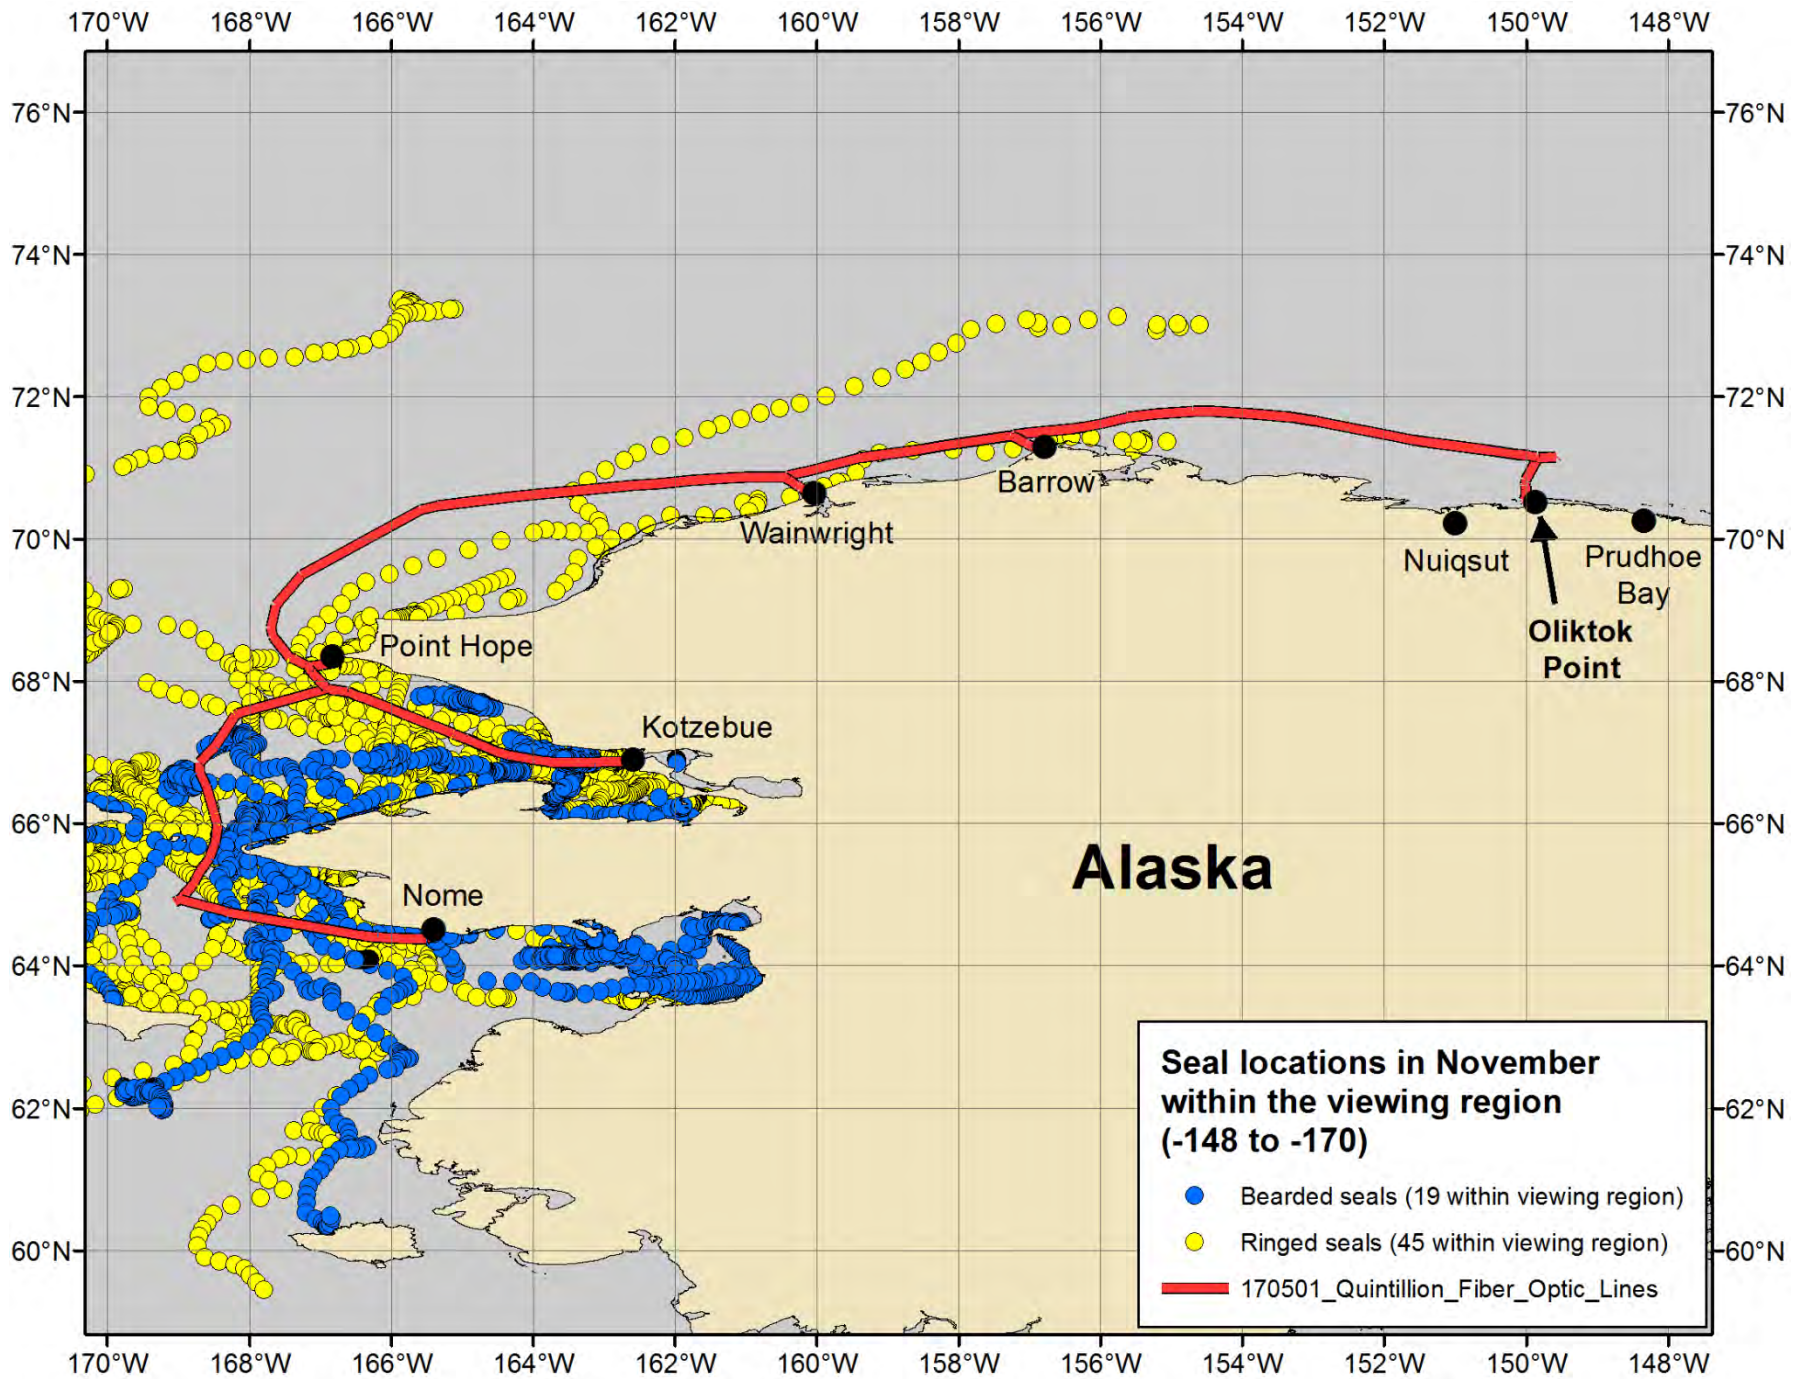 170°W 168°W 166°W 164°W 162°W 160°W 158°W 156°W 154°W 152°W 150°W 148°W
76°N 76°N
74°N 74°N
72°N 72°N
Barrow
Wainwright
70°N 70°N
Nuiqsut
Prudhoe
Bay
Oliktok
Point
Point Hope
68°N 68°N
Kotzebue
66°N 66°N
Alaska
Nome
64°N 64°N
Seal locations in November
within the viewing region
(-148 to -170)
62°N 62°N
Bearded seals (19 within viewing region)
Ringed seals (45 within viewing region)
60°N 60°N
170501_Quintillion_Fiber_Optic_Lines
170°W 168°W 166°W 164°W 162°W 160°W 158°W 156°W 154°W 152°W 150°W 148°W